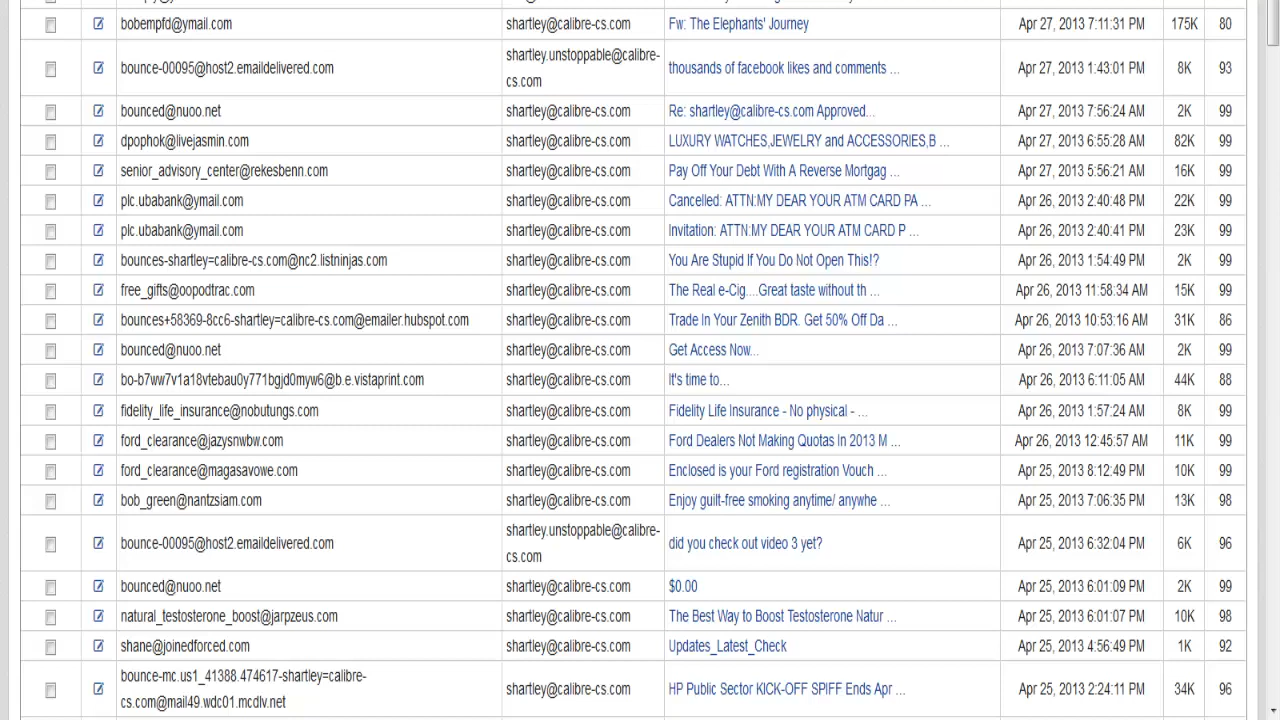 bobempfd@ymail.com shartley@calibre-cs.com Fw: The Elephants' Journey Apr 27, 2013 7:11:31 PM 175K 80
shartley.unstoppable@calibre-
bounce-00095@host2.emaildelivered.com cs.com thousands of facebook likes and comments ... Apr 27, 2013 1:43:01 PM 8K 93
bounced@nuoo.net shartley@calibre-cs.com Re: shartley@calibre-cs.com Approved... Apr 27, 2013 7:56:24 AM 2K 99
dpophok@livejasmin.com shartley@calibre-cs.com LUXURY WATCHES,JEWELRY and ACCESSORIES,B ... Apr 27, 2013 6:55:28 AM 82K 99
senior_advisory_center@rekesbenn.com shartley@calibre-cs.com Pay Off Your Debt With A Reverse Mortgag ... Apr 27, 2013 5:56:21 AM 16K 99
plc.ubabank@ymail.com shartley@calibre-cs.com Cancelled: ATTN:MY DEAR YOUR ATM CARD PA ... Apr 26, 2013 2:40:48 PM 22K 99
plc.ubabank@ymail.com shartley@calibre-cs.com Invitation: ATTN:MY DEAR YOUR ATM CARD P ... Apr 26, 2013 2:40:41 PM 23K 99
bounces-shartley=calibre-cs.com@nc2.listninjas.com shartley@calibre-cs.com You Are Stupid If You Do Not Open This!? Apr 26, 2013 1:54:49 PM 2K 99
free_gifts@oopodtrac.com shartley@calibre-cs.com The Real e-Cig....Great taste without th ... Apr 26, 2013 11:58:34 AM 15K 99
bounces+58369-8cc6-shartley=calibre-cs.com@emailer.hubspot.com shartley@calibre-cs.com Trade In Your Zenith BDR. Get 50% Off Da ... Apr 26, 2013 10:53:16 AM 31K 86
bounced@nuoo.net shartley@calibre-cs.com Get Access Now... Apr 26, 2013 7:07:36 AM 2K 99
bo-b7ww7v1a18vtebau0y771bgjd0myw6@b.e.vistaprint.com shartley@calibre-cs.com It's time to... Apr 26, 2013 6:11:05 AM 44K 88
fidelity_life_insurance@nobutungs.com shartley@calibre-cs.com Fidelity Life Insurance - No physical - ... Apr 26, 2013 1:57:24 AM 8K 99
ford_clearance@jazysnwbw.com shartley@calibre-cs.com Ford Dealers Not Making Quotas In 2013 M ... Apr 26, 2013 12:45:57 AM 11K 99
ford_clearance@magasavowe.com shartley@calibre-cs.com Enclosed is your Ford registration Vouch ... Apr 25, 2013 8:12:49 PM 10K 99
bob_green@nantzsiam.com shartley@calibre-cs.com Enjoy guilt-free smoking anytime/ anywhe ... Apr 25, 2013 7:06:35 PM 13K 98
shartley.unstoppable@calibre-
bounce-00095@host2.emaildelivered.com cs.com did you check out video 3 yet? Apr 25, 2013 6:32:04 PM 6K 96
bounced@nuoo.net shartley@calibre-cs.com $0.00 Apr 25, 2013 6:01:09 PM 2K 99
natural_testosterone_boost@jarpzeus.com shartley@calibre-cs.com The Best Way to Boost Testosterone Natur ... Apr 25, 2013 6:01:07 PM 10K 98
shane@joinedforced.com shartley@calibre-cs.com Updates_Latest_Check Apr 25, 2013 4:56:49 PM 1K 92
bounce-mc.us1_41388.474617-shartley=calibre-
cs.com@mail49.wdc01.mcdlv.net shartley@calibre-cs.com HP Public Sector KICK-OFF SPIFF Ends Apr ... Apr 25, 2013 2:24:11 PM 34K 96